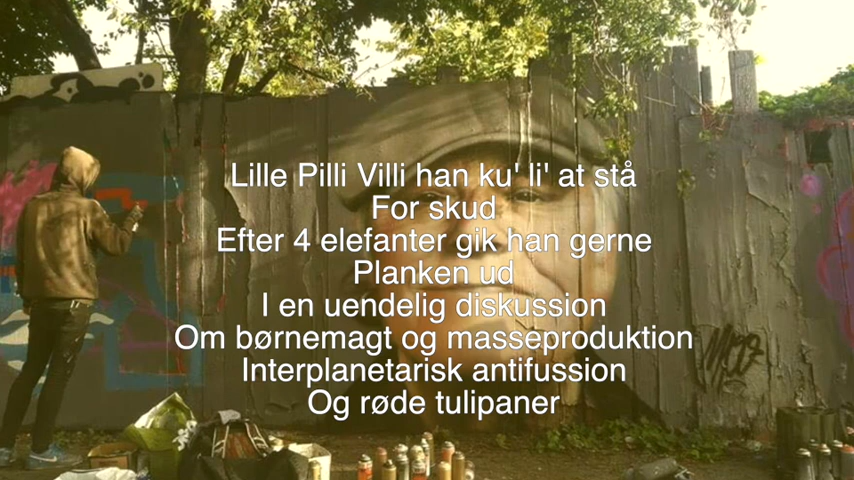 Lille Pilli Villi han ku' li' at stå
For skud
Efter 4 elefanter gik han gerne
Planken ud
I en uendelig diskussion
Om børnemagt og masseproduktion
Interplanetarisk antifussion
Og røde tulipaner